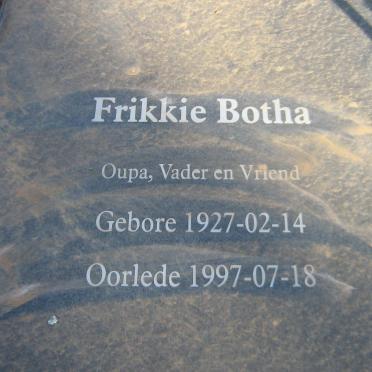 Frikkie Botha
Oupa, Vader en Vriend
Gebore 1927-02-14
Oorlede 1997-07-18